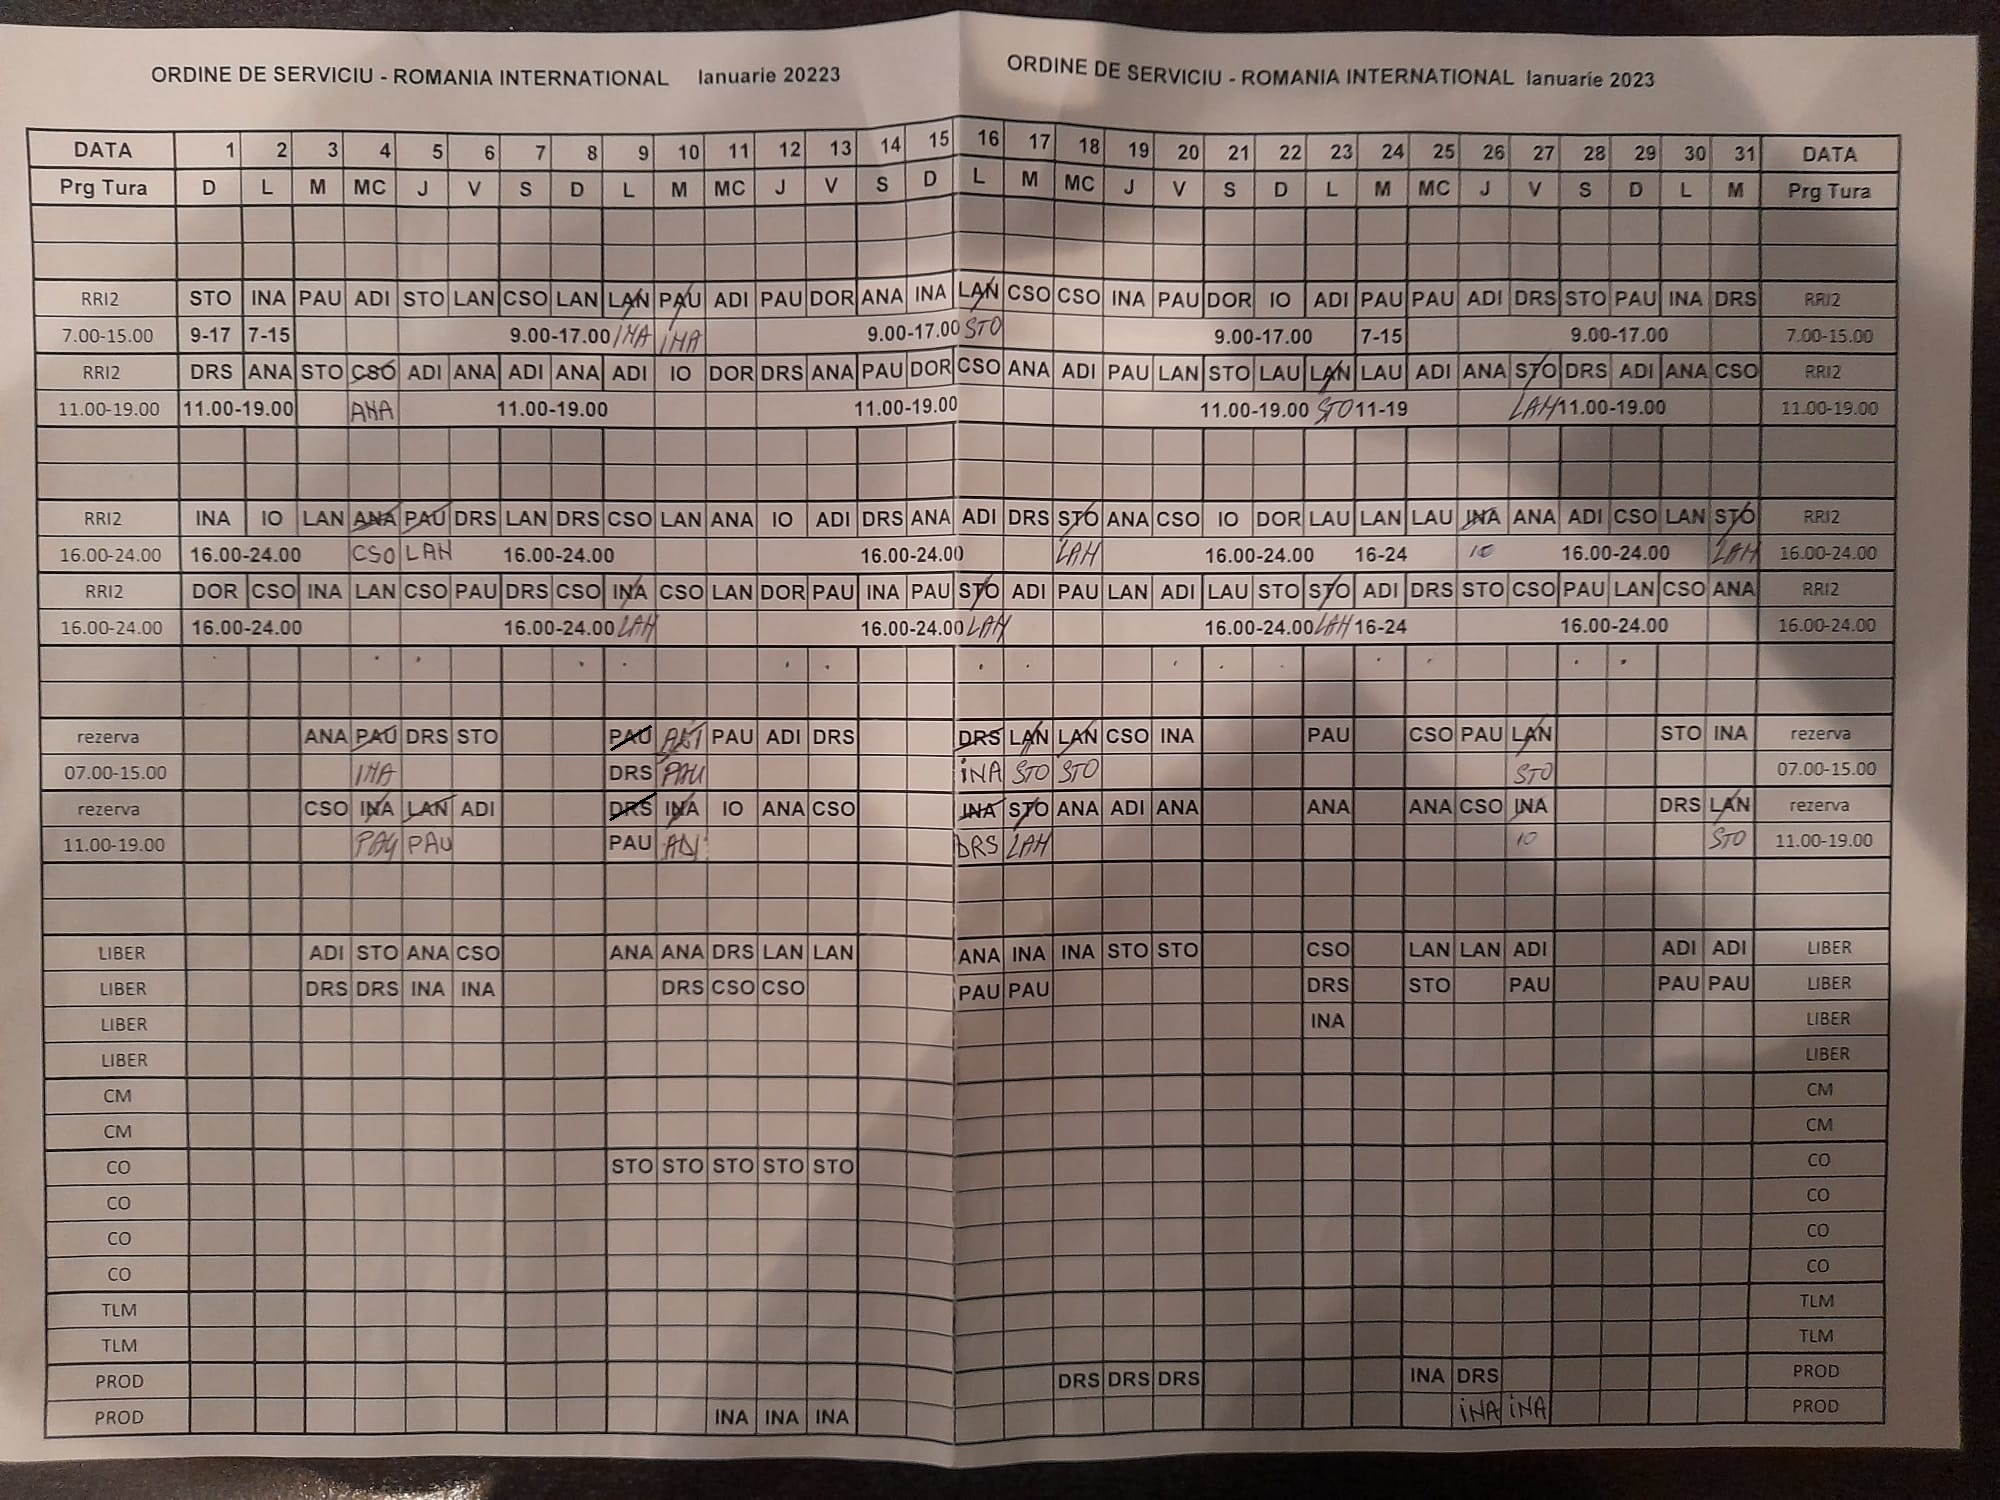 ORDINE DE SERVICIU - ROMANIA INTERNATIONAL Ianuarie 20223 ORDINE DE SERVICIU - ROMANIA INTERNATIONAL Ianuarie 2023
DATA 1 2 3 4 5 6 7 8 9 10 11 12 13 14 15 16 17 18 19 20 21 22 23 24 25 26 27 28 29 30 31 DATA
Prg Tura D L M MC J V S D L M MC J V S D L M MC J V S D L M MC J V S D L M Prg Tura
RRI2 STO INA PAU ADI STO LAN CSO LAN LAN PAU ADI PAU DOR ANA INA LAN CSO CSO INA PAU DOR IO ADI PAU PAU ADI DRS STO PAU INA DRS RRI2
7.00-15.00 9-17 7-15 9.00-17.00 INA INA 9.00-17.00 STO 9.00-17.00 7-15 9.00-17.00 7.00-15.00
RRI2 DRS ANA STO CSO ADI ANA ADI ANA ADI IO DOR DRS ANA PAU DOR CSO ANA ADI PAU LAN STO LAU LAN LAU ADI ANA STO DRS ADI ANA CSO RRI2
11.00-19.00 11.00-19.00 ANA 11.00-19.00 11.00-19.00 11.00-19.00 STO 11-19 LAN 11.00-19.00 11.00-19.00
RRI2 INA IO LAN ANA PAU DRS LAN DRS CSO LAN ANA IO ADI DRS ANA ADI DRS STO ANA CSO IO DOR LAU LAN LAU INA ANA ADI CSO LAN STO RRI2
16.00-24.00 16.00-24.00 CSO LAN 16.00-24.00 16.00-24.00 LAN 16.00-24.00 16-24 IO 16.00-24.00 LAN 16.00-24.00
RRI2 DOR CSO INA LAN CSO PAU DRS CSO INA CSO LAN DOR PAU INA PAU STO ADI PAU LAN ADI LAU STO STO ADI DRS STO CSO PAU LAN CSO ANA RRI2
16.00-24.00 16.00-24.00 16.00-24.00 LAN 16.00-24.00 LAN 16.00-24.00 LAN 16-24 16.00-24.00 16.00-24.00
rezerva ANA PAU DRS STO PAU PAU ADI DRS DRS LAN LAN CSO INA PAU CSO PAU LAN STO INA rezerva
07.00-15.00 INA DRS PAU INA STO STO STO 07.00-15.00
rezerva CSO INA LAN ADI DRS INA IO ANA CSO INA STO ANA ADI ANA ANA ANA CSO INA DRS LAN rezerva
11.00-19.00 PAU PAU PAU ADI DRS LAN IO STO 11.00-19.00
LIBER ADI STO ANA CSO ANA ANA DRS LAN LAN ANA INA INA STO STO CSO LAN LAN ADI ADI ADI LIBER
LIBER DRS DRS INA INA DRS CSO CSO PAU PAU DRS STO PAU PAU PAU LIBER
LIBER INA LIBER
LIBER LIBER
CM CM
CM CM
CO STO STO STO STO STO CO
CO CO
CO CO
CO CO
TLM TLM
TLM TLM
PROD DRS DRS DRS INA DRS PROD
PROD INA INA INA INA INA PROD